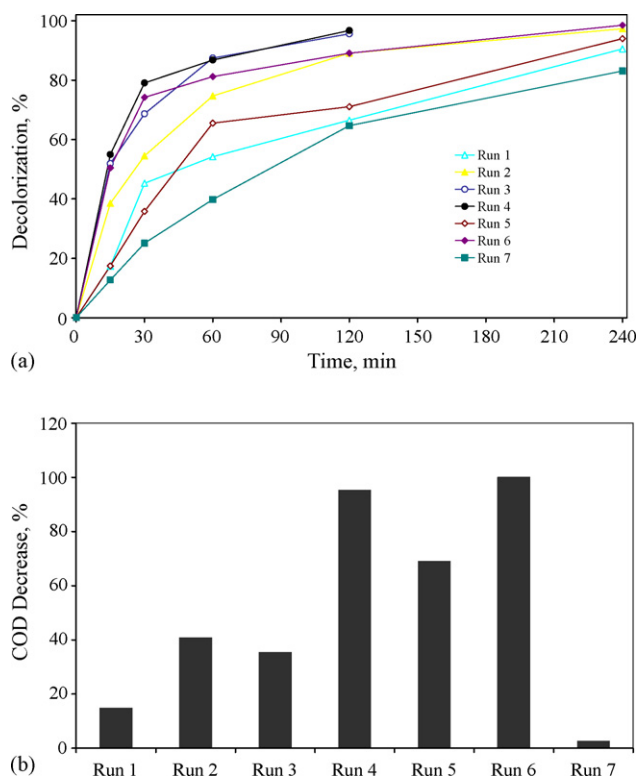 100
80
60
40
20
0
Decolorization, %
Run 1
Run 2
Run 3
Run 4
Run 5
Run 6
Run 7
0 30 60 90 120 150 180 210 240
Time, min
(a)
120
100
80
60
40
20
0
COD Decrease, %
Run 1 Run 2 Run 3 Run 4 Run 5 Run 6 Run 7
(b)